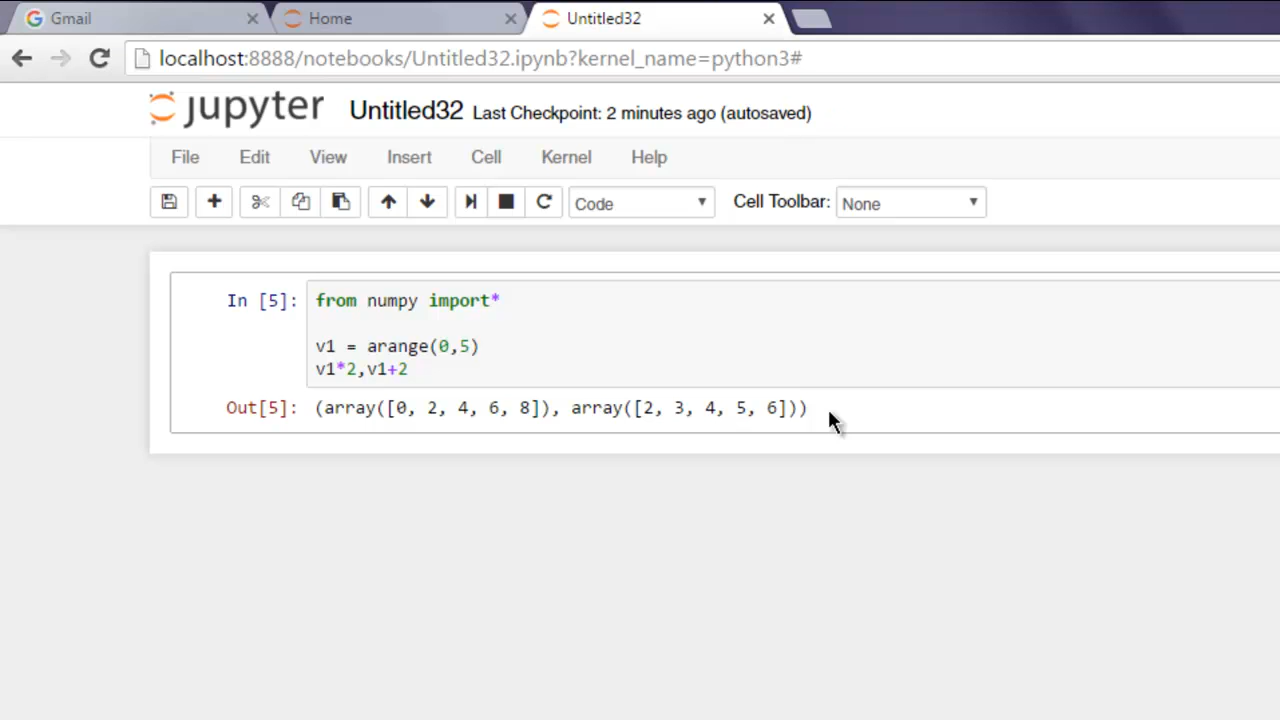 Gmail
Home
Untitled32
localhost:8888/notebooks/Untitled32.ipynb?kernel_name=python3#
jupyter Untitled32 Last Checkpoint: 2 minutes ago (autosaved)
File Edit View Insert Cell Kernel Help
Code Cell Toolbar: None
In [5]: from numpy import*
v1 = arange(0,5)
v1*2,v1+2
Out[5]: (array([0, 2, 4, 6, 8]), array([2, 3, 4, 5, 6]))